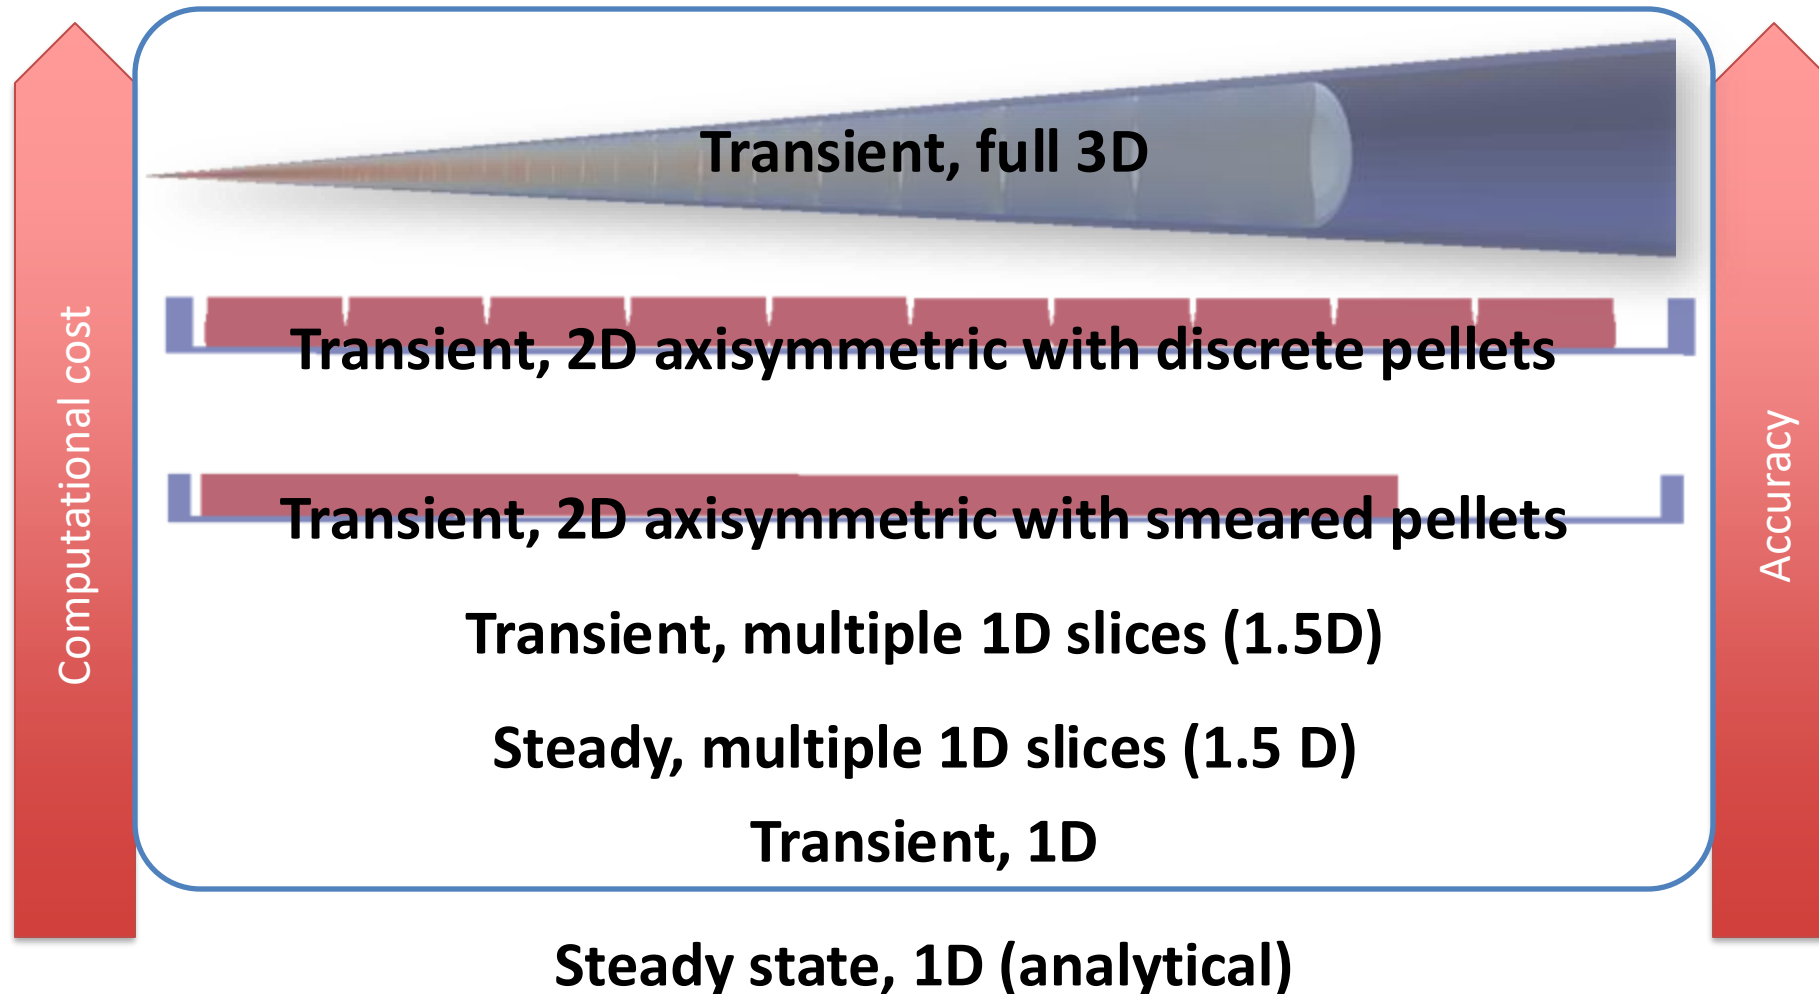 Computational cost
Transient, full 3D
Transient, 2D axisymmetric with discrete pellets
Transient, 2D axisymmetric with smeared pellets
Transient, multiple 1D slices (1.5D)
Steady, multiple 1D slices (1.5 D)
Transient, 1D
Steady state, 1D (analytical)
Accuracy